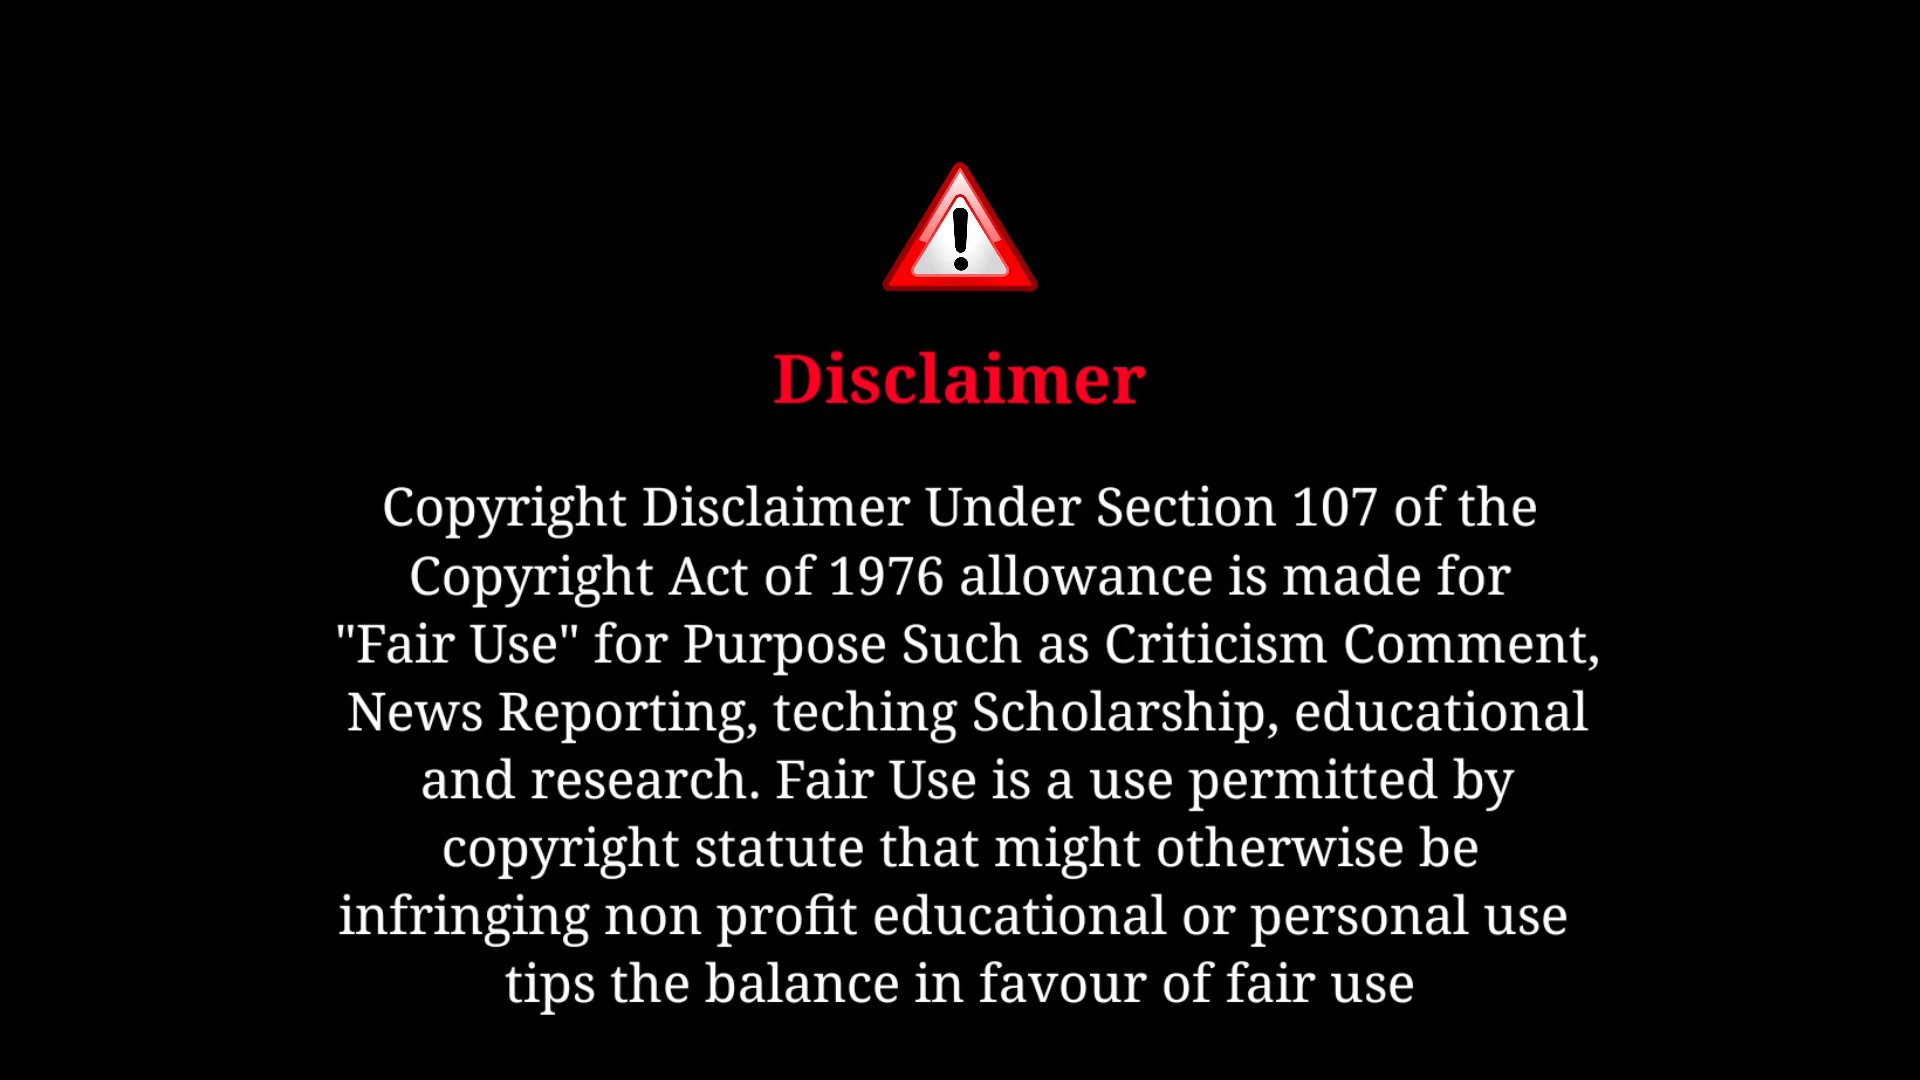 Disclaimer
Copyright Disclaimer Under Section 107 of the
Copyright Act of 1976 allowance is made for
"Fair Use" for Purpose Such as Criticism Comment,
News Reporting, teching Scholarship, educational
and research. Fair Use is a use permitted by
copyright statute that might otherwise be
infringing non profit educational or personal use
tips the balance in favour of fair use